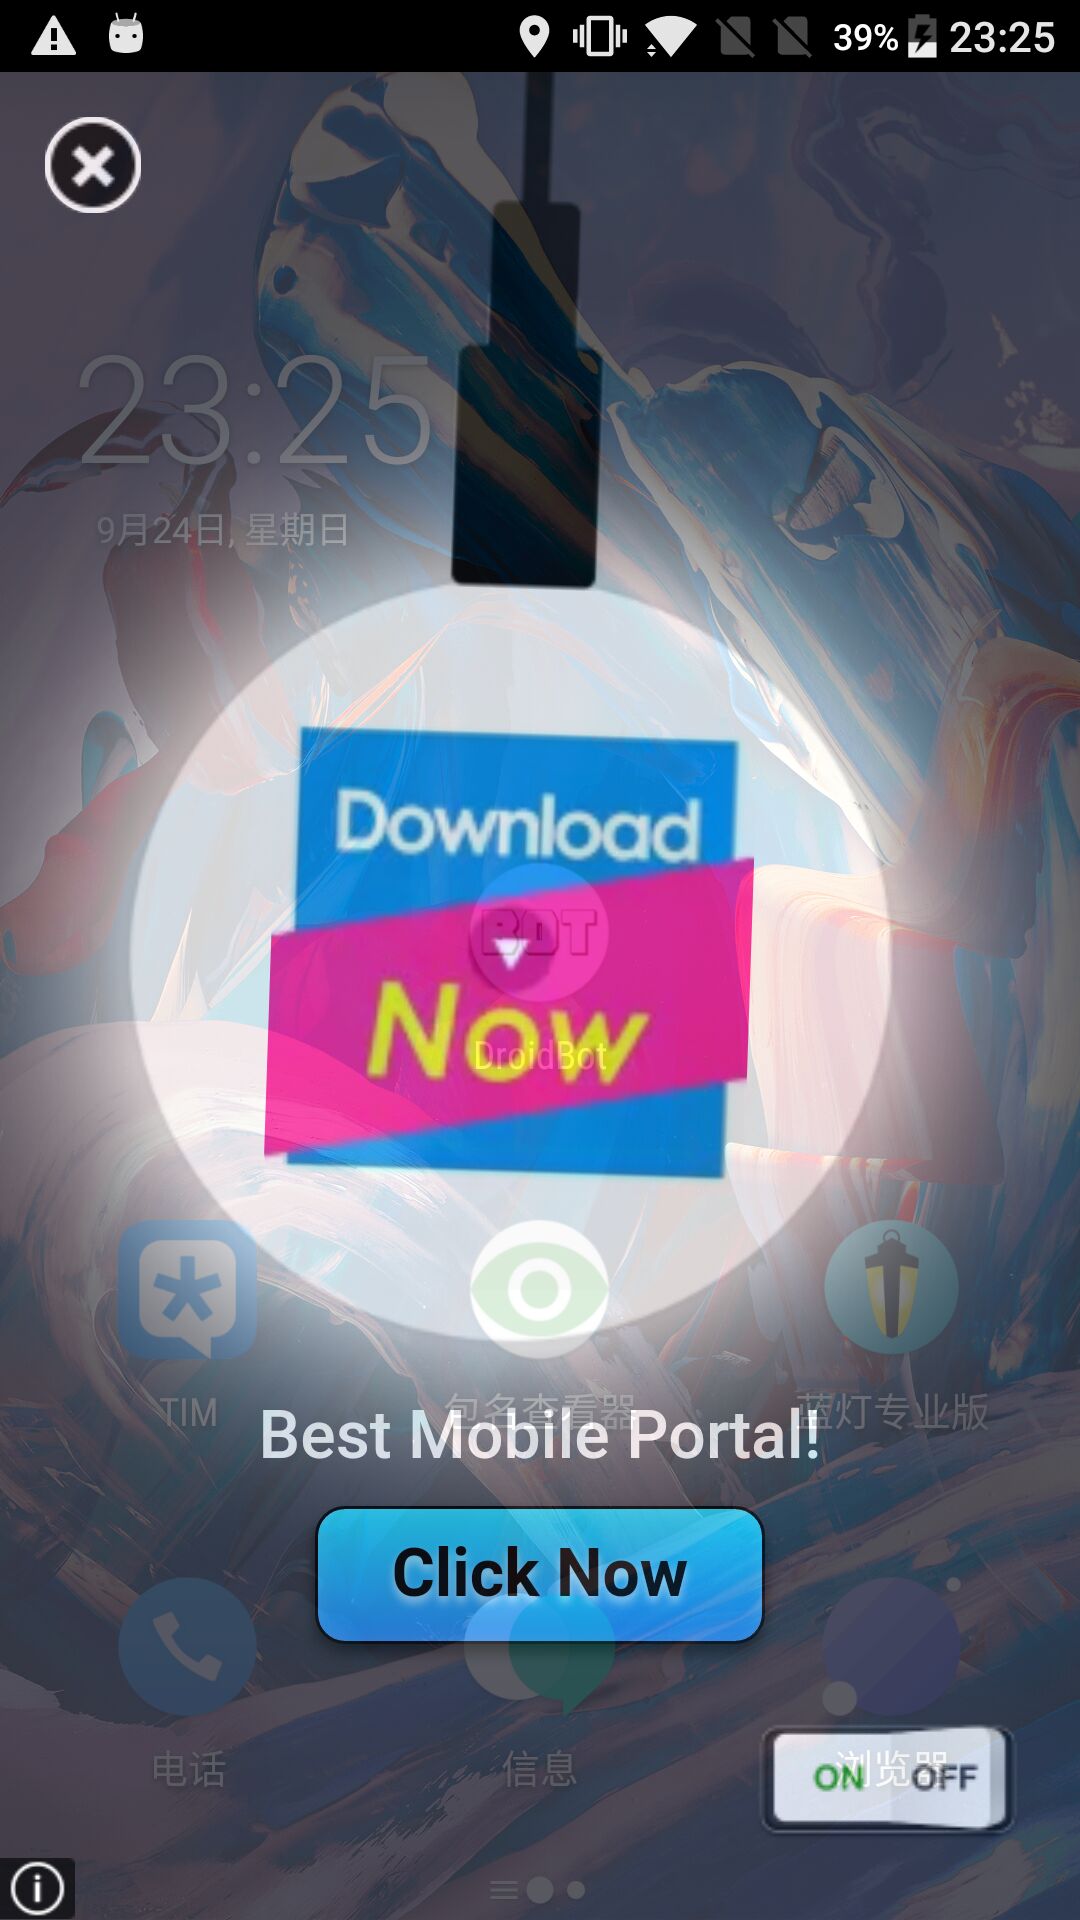 39% 23:25
23:25
9月24日, 星期日
Download
BOT
Now
DroidBot
TIM
包名查看器
蓝灯专业版
Best Mobile Portal!
Click Now
电话
信息
浏览器
ON OFF